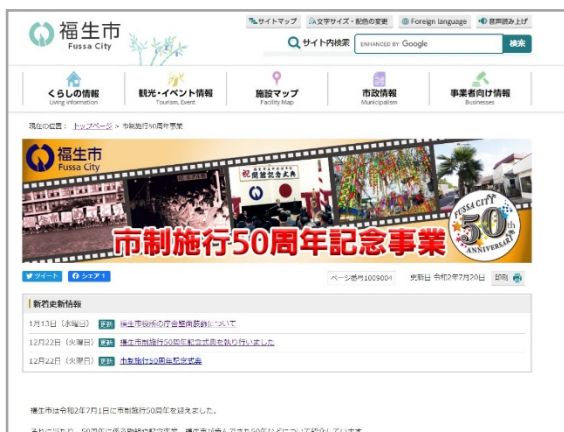 福生市
Fussa City
サイトマップ
文字サイズ・配色の変更
Foreign language
音声読み上げ
サイト内検索
ENHANCED BY Google
検索
くらしの情報
Living Information
観光・イベント情報
Tourism, Event
施設マップ
Facility Map
市政情報
Municipalism
事業者向け情報
Businesses
現在の位置: トップページ > 市制施行50周年事業
福生市
Fussa City
祝 開館記念式典
市制施行50周年記念事業
FUSSA CITY
50th
ANNIVERSARY
ツイート
シェア 1
ページ番号1009004
更新日 令和2年7月20日
印刷
新着更新情報
1月13日(水曜日) 更新 福生市役所の庁舎壁面装飾について
12月22日(火曜日) 更新 福生市制施行50周年記念式典を執り行いました
12月22日(火曜日) 更新 市制施行50周年記念式典
福生市は令和2年7月1日に市制施行50周年を迎えました。